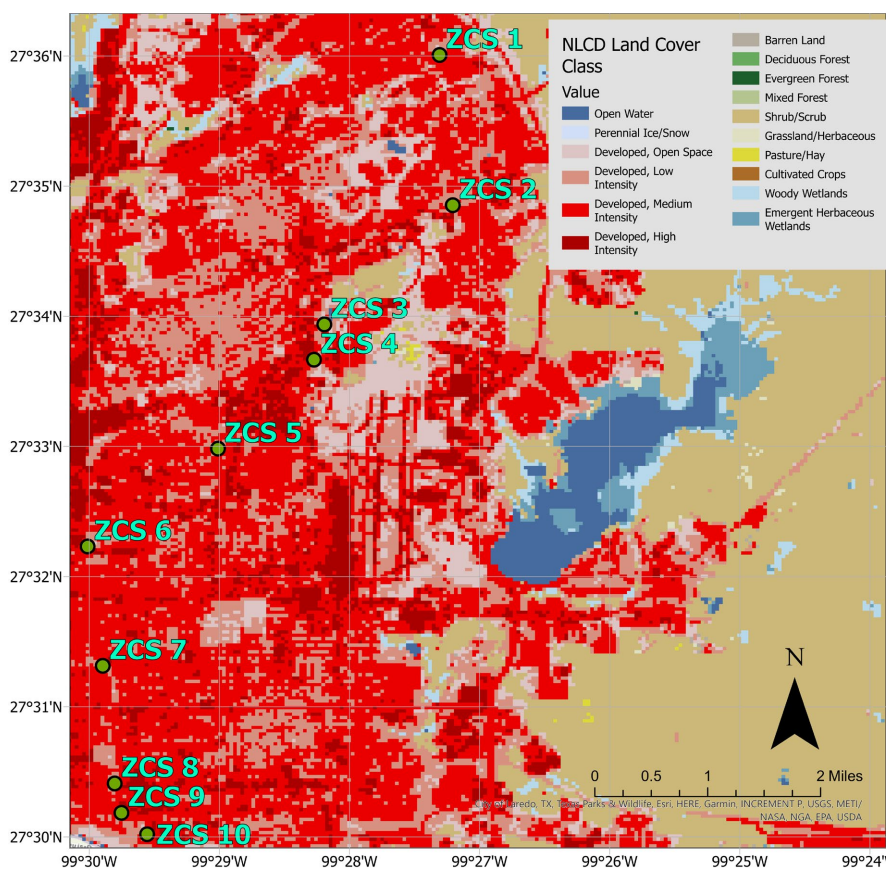 27°36'N
27°35'N
27°34'N
27°33'N
27°32'N
27°31'N
27°30'N
ZCS 1
ZCS 2
ZCS 3
ZCS 4
ZCS 5
ZCS 6
ZCS 7
ZCS 8
ZCS 9
ZCS 10
NLCD Land Cover
Class
Value
Open Water
Perennial Ice/Snow
Developed, Open Space
Developed, Low
Intensity
Developed, Medium
Intensity
Developed, High
Intensity
Barren Land
Deciduous Forest
Evergreen Forest
Mixed Forest
Shrub/Scrub
Grassland/Herbaceous
Pasture/Hay
Cultivated Crops
Woody Wetlands
Emergent Herbaceous
Wetlands
N
0 0.5 1 2 Miles
City of Laredo, TX, Texas Parks & Wildlife, Esri, HERE, Garmin, INCREMENT P, USGS, METI/
NASA, NGA, EPA, USDA
99°30'W 99°29'W 99°28'W 99°27'W 99°26'W 99°25'W 99°24'